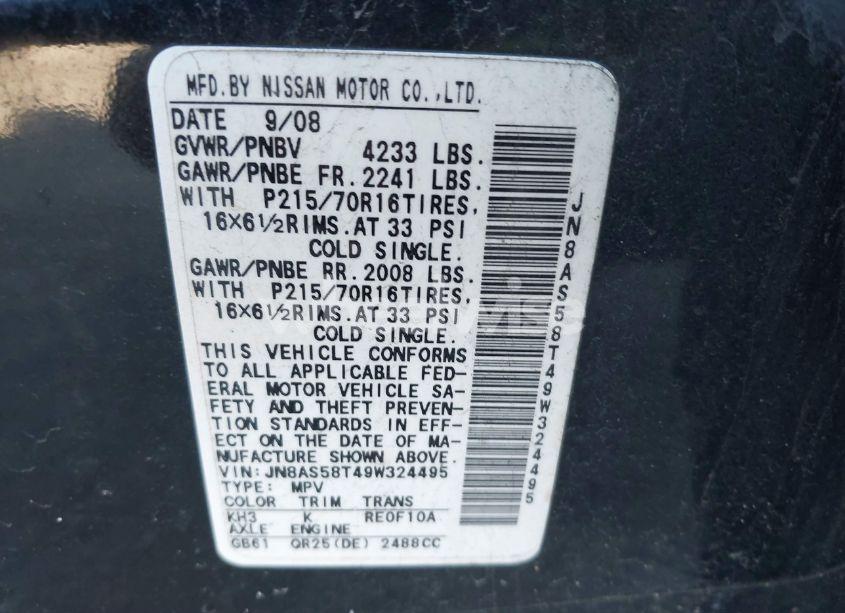 MFD.BY NISSAN MOTOR CO.,LTD.
DATE 9/08
GVWR/PNBV 4233 LBS.
GAWR/PNBE FR.2241 LBS.
WITH P215/70R16TIRES,
16X6½RIMS.AT 33 PSI
COLD SINGLE.
GAWR/PNBE RR.2008 LBS.
WITH P215/70R16TIRES,
16X6½RIMS.AT 33 PSI
COLD SINGLE.
THIS VEHICLE CONFORMS
TO ALL APPLICABLE FED-
ERAL MOTOR VEHICLE SA-
FETY AND THEFT PREVEN-
TION STANDARDS IN EFF-
ECT ON THE DATE OF MA-
NUFACTURE SHOWN ABOVE.
VIN:JN8AS58T49W324495
TYPE: MPV
COLOR TRIM TRANS
KH3 K RE0F10A
AXLE ENGINE
GB61 QR25(DE) 2488CC
JN8AS58T49W324495